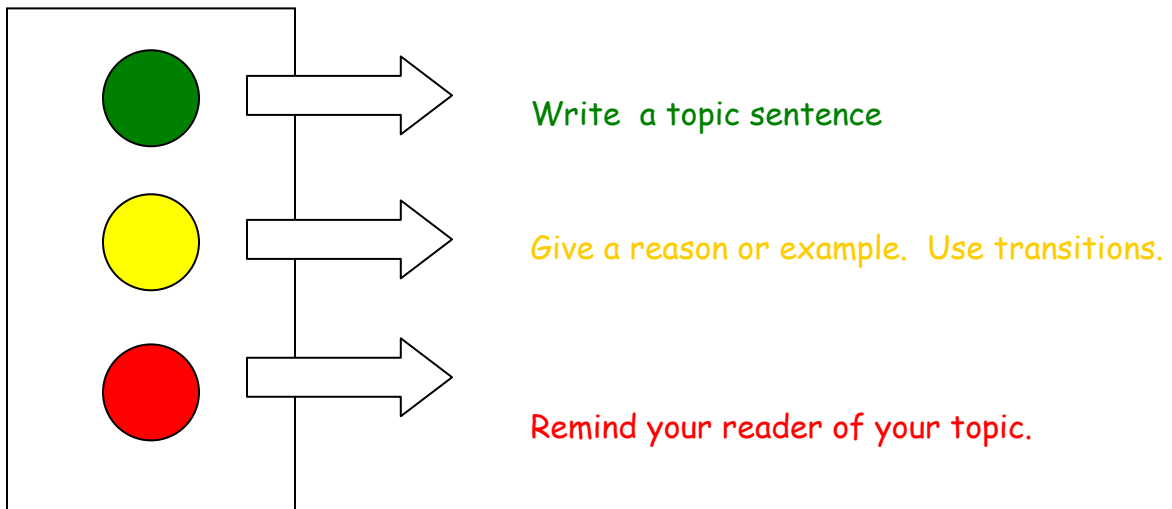 Write  a topic sentence
Give a reason or example.  Use transitions.
Remind your reader of your topic.